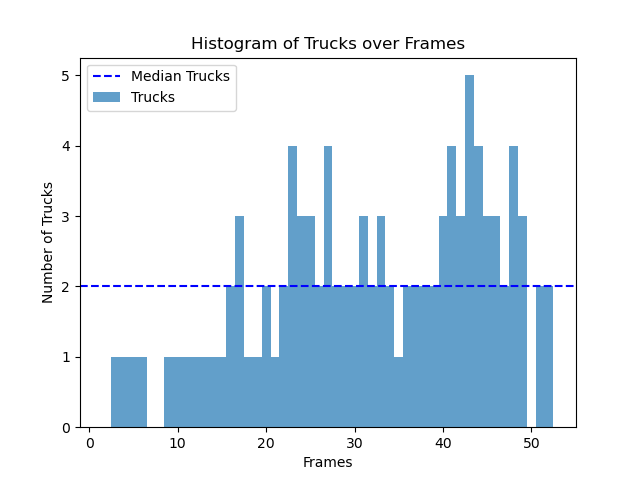 Histogram of Trucks over Frames
Median Trucks
Trucks
Number of Trucks
5
4
3
2
1
0
0 10 20 30 40 50
Frames